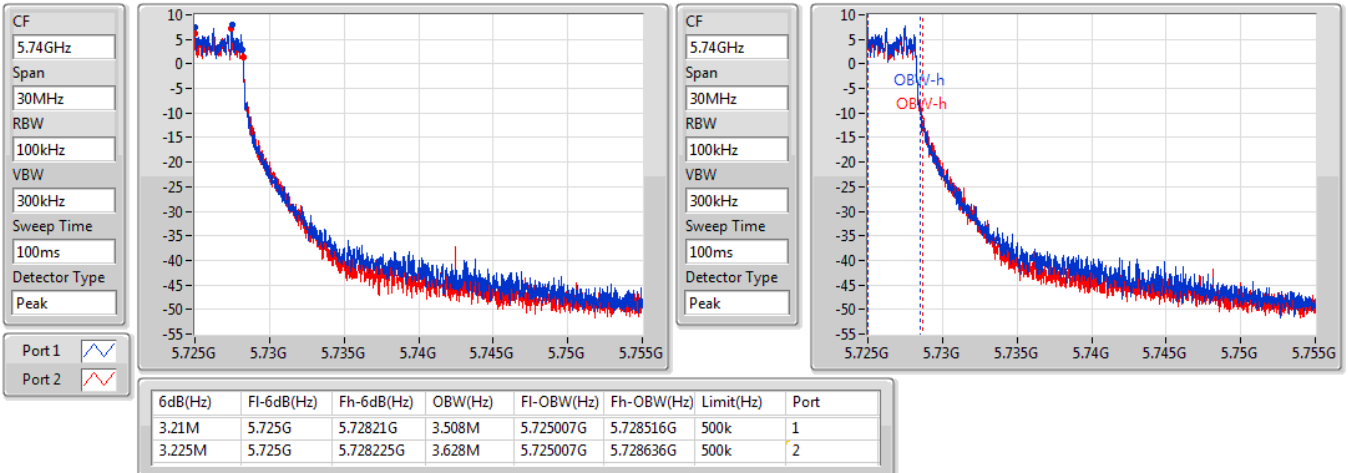 CF
5.74GHz
Span
30MHz
RBW
100kHz
VBW
300kHz
Sweep Time
100ms
Detector Type
Peak
Port 1
Port 2
10
5
0
-5
-10
-15
-20
-25
-30
-35
-40
-45
-50
-55
5.725G 5.73G 5.735G 5.74G 5.745G 5.75G 5.755G
CF
5.74GHz
Span
30MHz
RBW
100kHz
VBW
300kHz
Sweep Time
100ms
Detector Type
Peak
10
5
0
-5
-10
-15
-20
-25
-30
-35
-40
-45
-50
-55
OBW-h
OBW-h
5.725G 5.73G 5.735G 5.74G 5.745G 5.75G 5.755G
6dB(Hz) Fl-6dB(Hz) Fh-6dB(Hz) OBW(Hz) Fl-OBW(Hz) Fh-OBW(Hz) Limit(Hz) Port
3.21M 5.725G 5.72821G 3.508M 5.725007G 5.728516G 500k 1
3.225M 5.725G 5.728225G 3.628M 5.725007G 5.728636G 500k 2